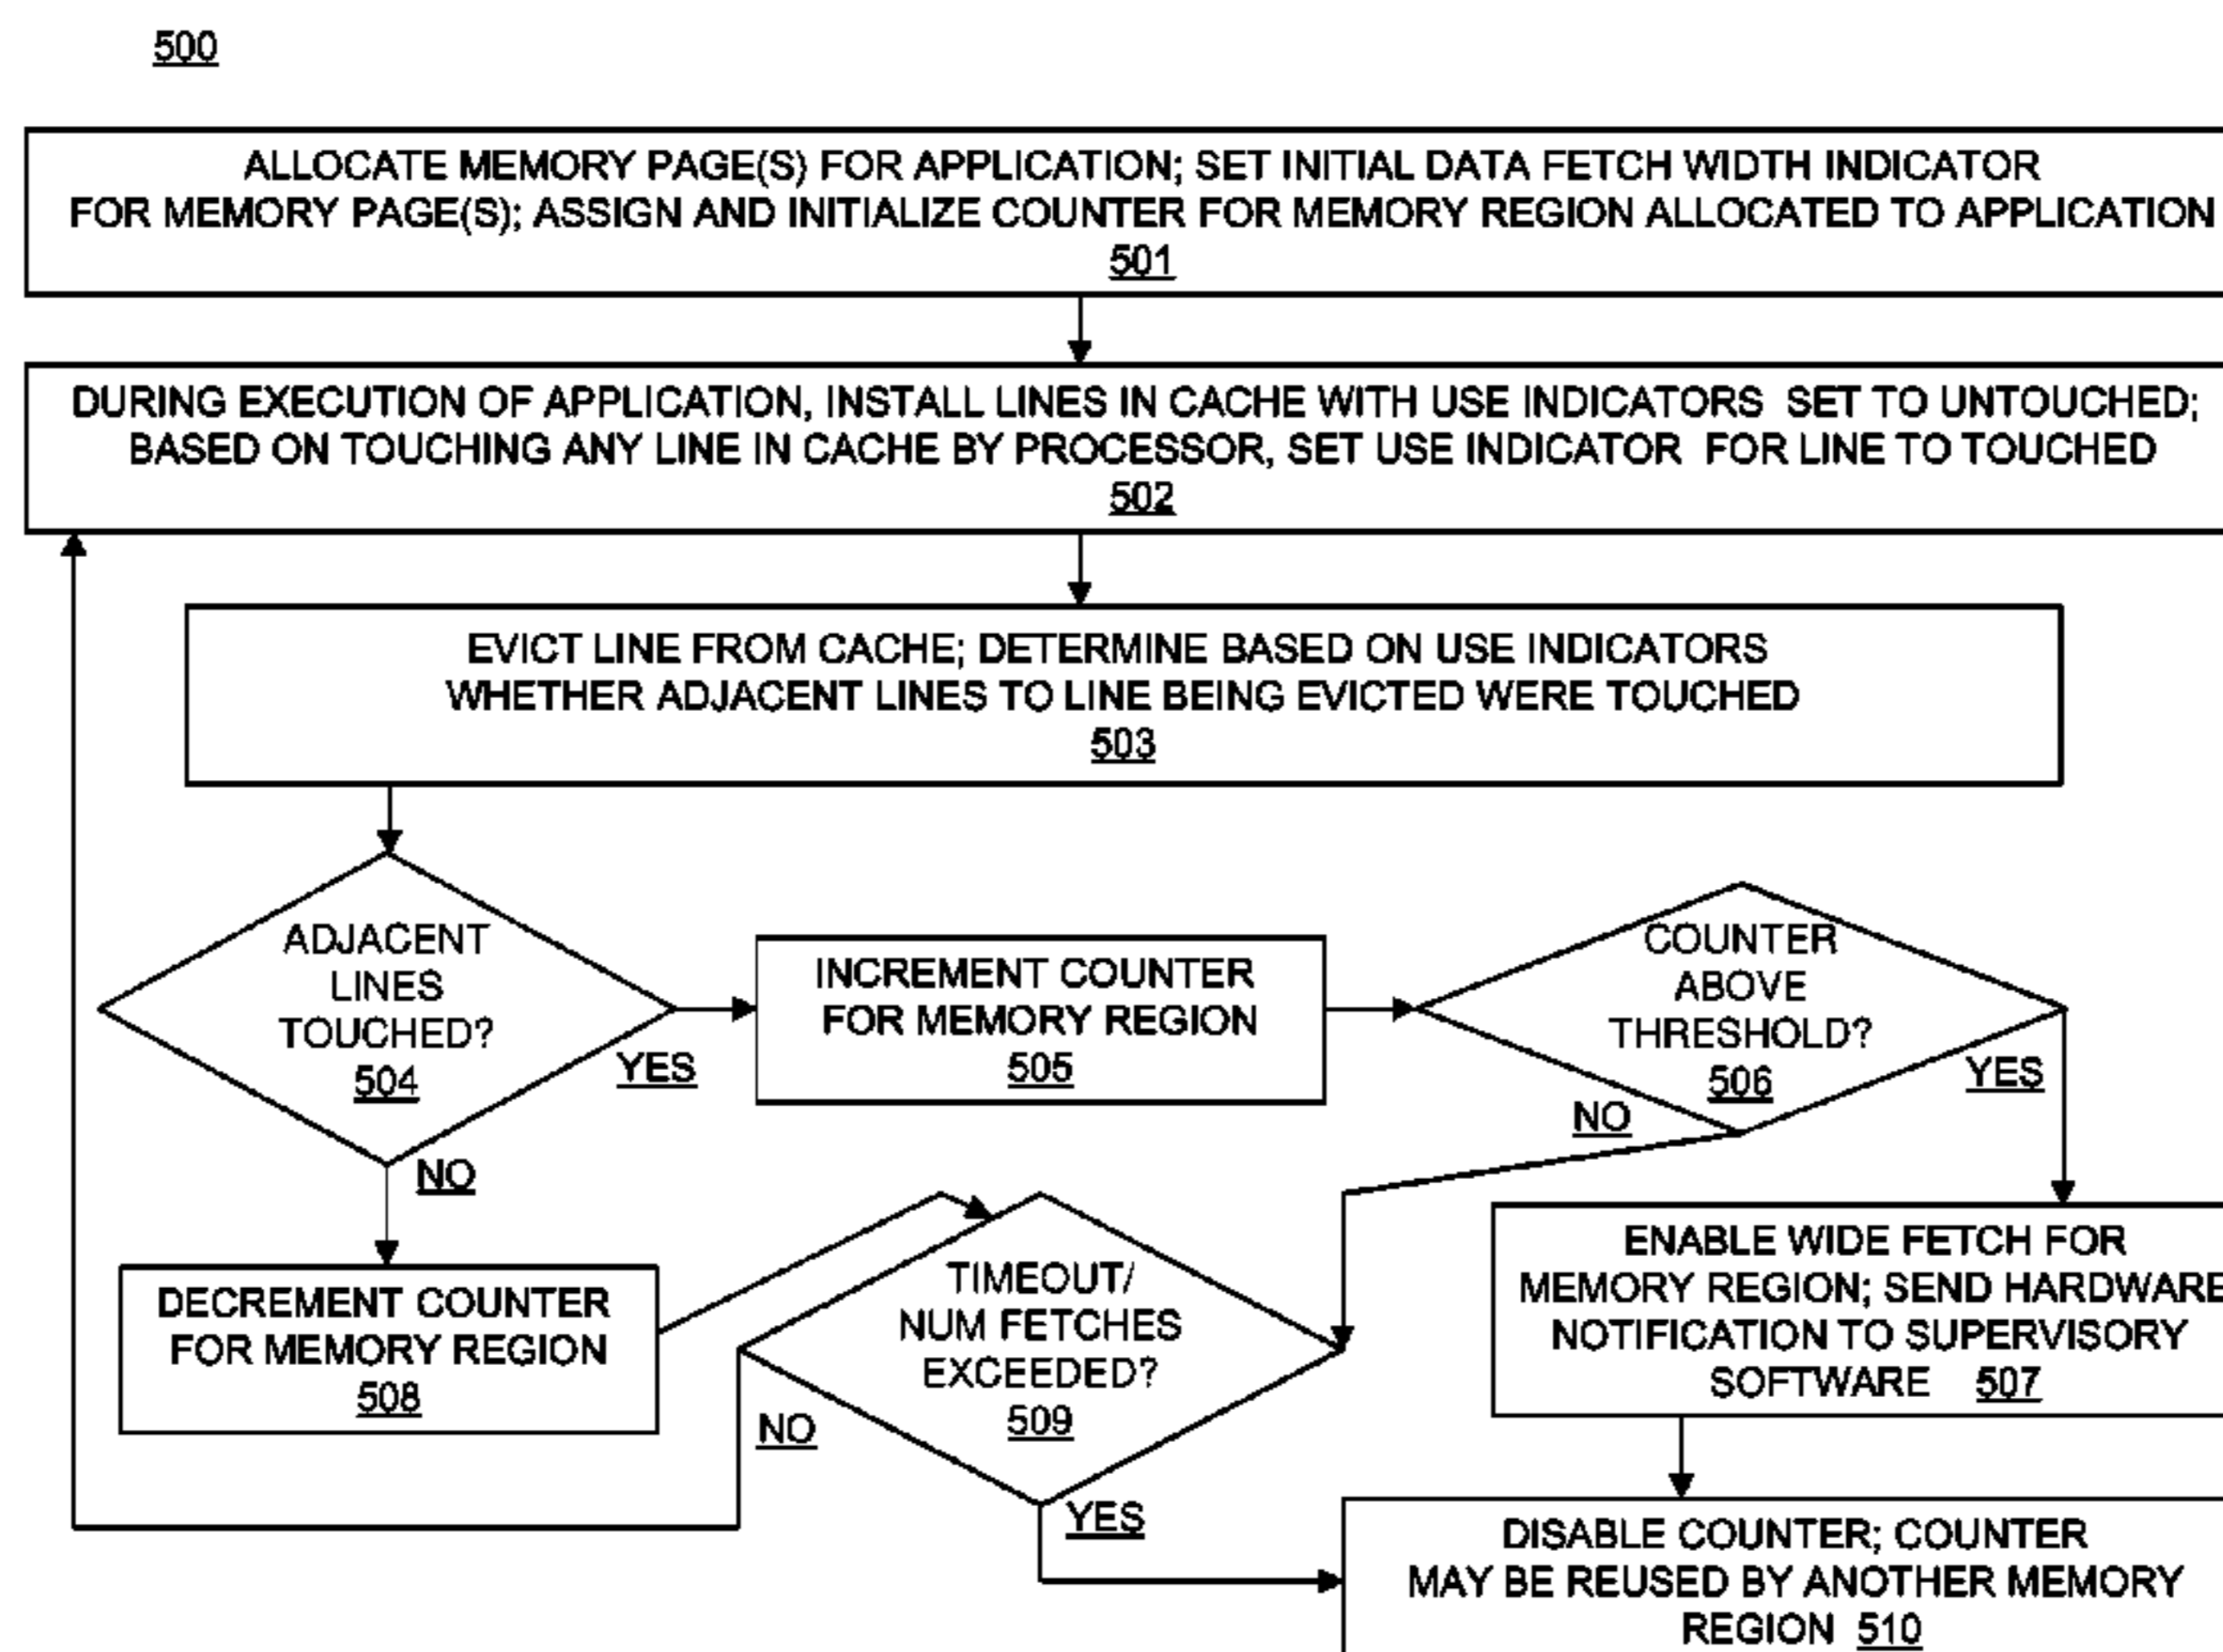 500
ALLOCATE MEMORY PAGE(S) FOR APPLICATION; SET INITIAL DATA FETCH WIDTH INDICATOR
FOR MEMORY PAGE(S); ASSIGN AND INITIALIZE COUNTER FOR MEMORY REGION ALLOCATED TO APPLICATION
501
DURING EXECUTION OF APPLICATION, INSTALL LINES IN CACHE WITH USE INDICATORS SET TO UNTOUCHED;
BASED ON TOUCHING ANY LINE IN CACHE BY PROCESSOR, SET USE INDICATOR FOR LINE TO TOUCHED
502
EVICT LINE FROM CACHE; DETERMINE BASED ON USE INDICATORS
WHETHER ADJACENT LINES TO LINE BEING EVICTED WERE TOUCHED
503
ADJACENT
LINES
TOUCHED?
504
YES
NO
INCREMENT COUNTER
FOR MEMORY REGION
505
COUNTER
ABOVE
THRESHOLD?
506
YES
NO
DECREMENT COUNTER
FOR MEMORY REGION
508
TIMEOUT/
NUM FETCHES
EXCEEDED?
509
NO
YES
ENABLE WIDE FETCH FOR
MEMORY REGION; SEND HARDWARE
NOTIFICATION TO SUPERVISORY
SOFTWARE 507
DISABLE COUNTER; COUNTER
MAY BE REUSED BY ANOTHER MEMORY
REGION 510